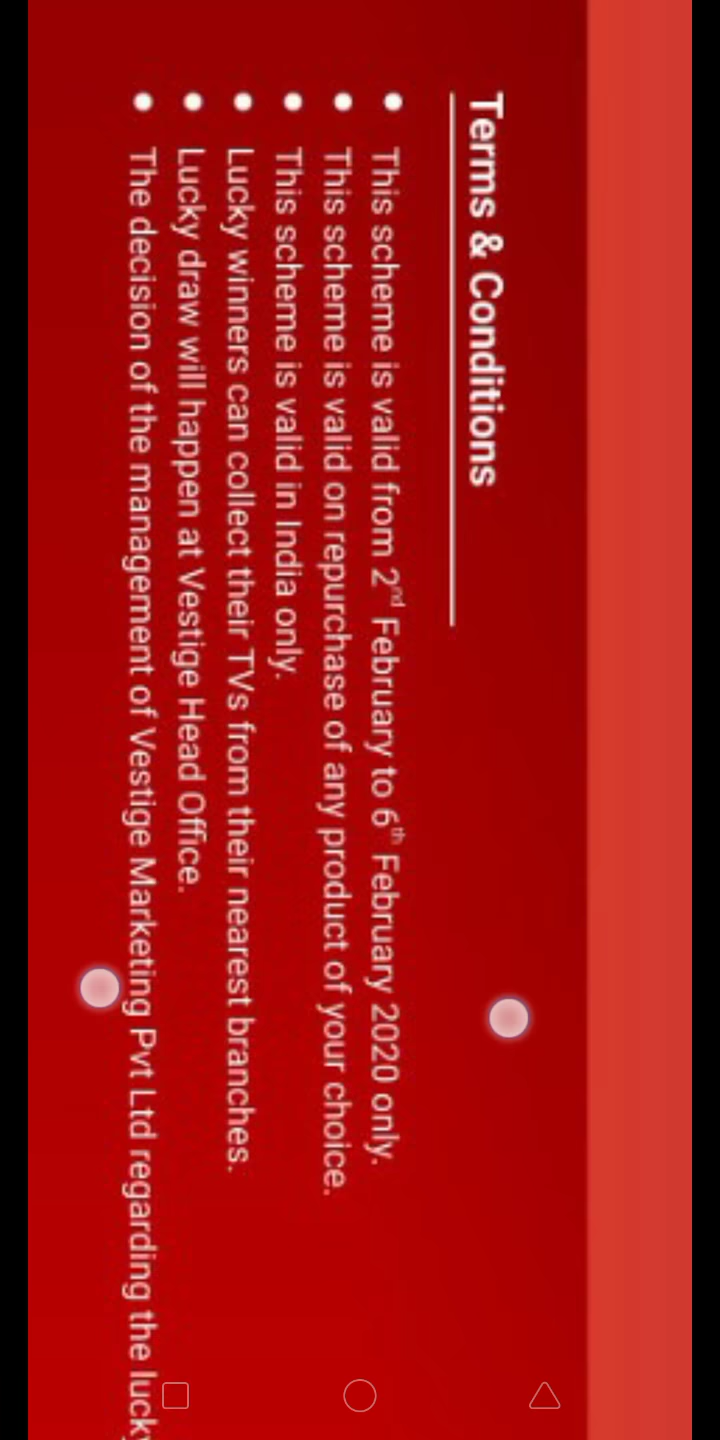 Terms & Conditions
• This scheme is valid from 2nd February to 6th February 2020 only.
• This scheme is valid on repurchase of any product of your choice.
• This scheme is valid in India only.
• Lucky winners can collect their TVs from their nearest branches.
• Lucky draw will happen at Vestige Head Office.
• The decision of the management of Vestige Marketing Pvt Ltd regarding the lucky